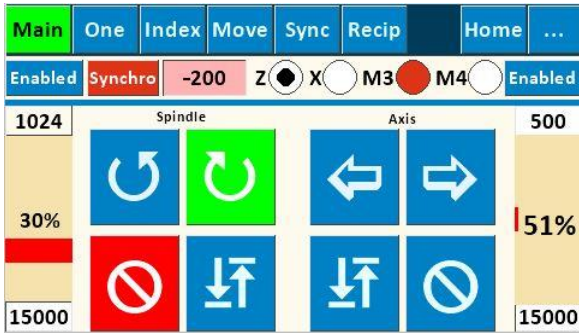 Main One Index Move Sync Recip Home ...
Enabled Synchro -200 Z X M3 M4 Enabled
1024 Spindle Axis 500
30% 51%
15000 15000